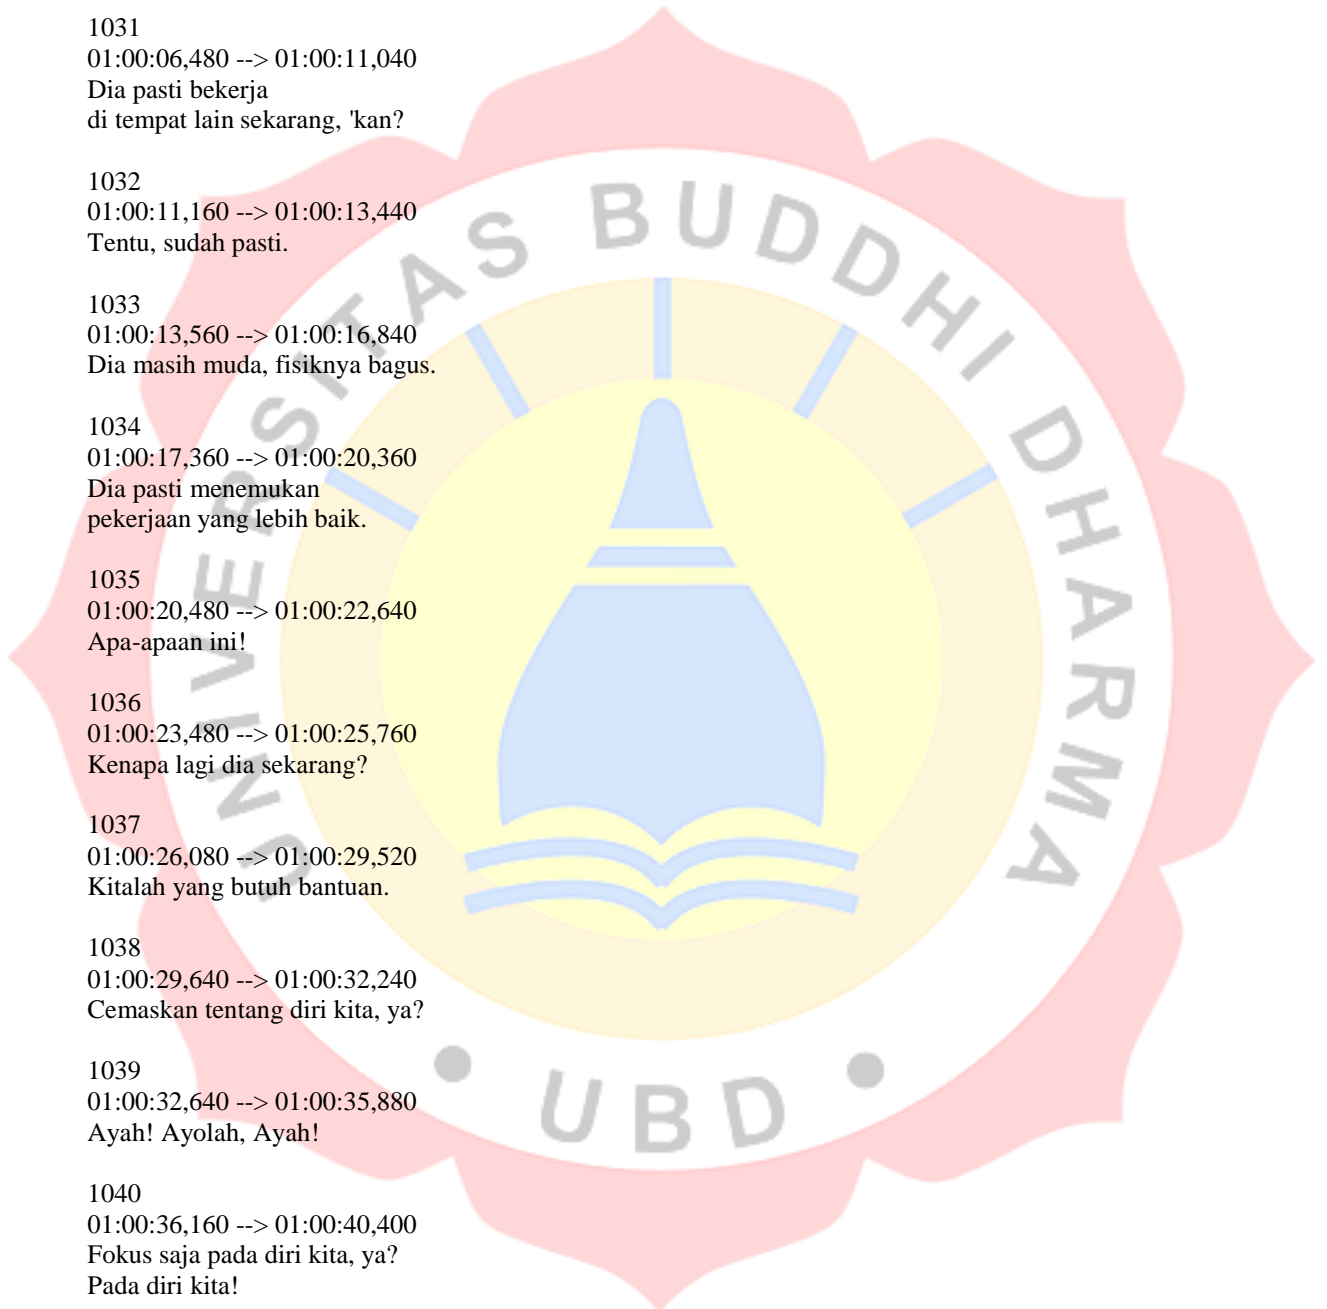 1031
01:00:06,480 --> 01:00:11,040
Dia pasti bekerja
di tempat lain sekarang, 'kan?
1032
01:00:11,160 --> 01:00:13,440
Tentu, sudah pasti.
1033
01:00:13,560 --> 01:00:16,840
Dia masih muda, fisiknya bagus.
1034
01:00:17,360 --> 01:00:20,360
Dia pasti menemukan
pekerjaan yang lebih baik.
1035
01:00:20,480 --> 01:00:22,640
Apa-apaan ini!
1036
01:00:23,480 --> 01:00:25,760
Kenapa lagi dia sekarang?
1037
01:00:26,080 --> 01:00:29,520
Kitalah yang butuh bantuan.
1038
01:00:29,640 --> 01:00:32,240
Cemaskan tentang diri kita, ya?
1039
01:00:32,640 --> 01:00:35,880
Ayah! Ayolah, Ayah!
1040
01:00:36,160 --> 01:00:40,400
Fokus saja pada diri kita, ya?
Pada diri kita!
UNIVERSITAS BUDDHI DHARMA
• UBD •